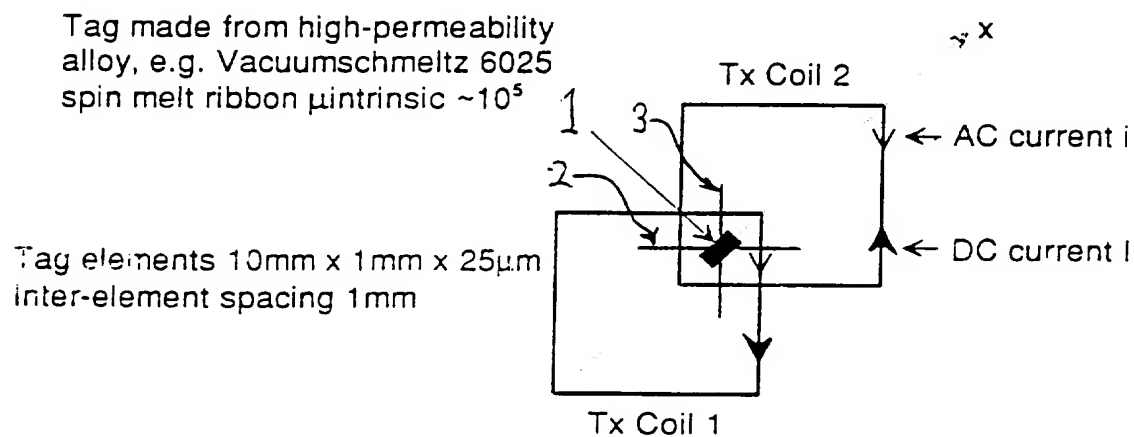 Tag made from high-permeability
alloy, e.g. Vacuumschmeltz 6025
spin melt ribbon μintrinsic ~10⁵
x
Tx Coil 2
1
3
AC current i
2
Tag elements 10mm x 1mm x 25μm
inter-element spacing 1mm
DC current I
Tx Coil 1